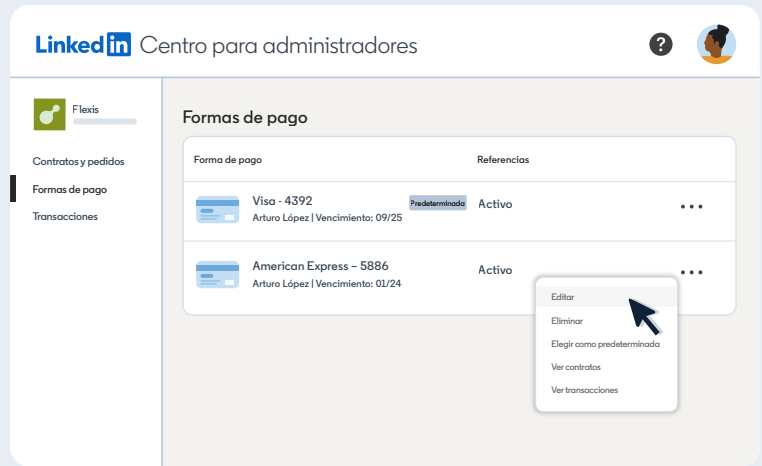 Linkedin Centro para administradores
?
Flexis
Contratos y pedidos
Formas de pago
Transacciones
Formas de pago
Forma de pago Referencias
Visa - 4392 Predeterminada Activo
Arturo López | Vencimiento: 09/25
American Express – 5886 Activo
Arturo López | Vencimiento: 01/24
Editar
Eliminar
Elegir como predeterminada
Ver contratos
Ver transacciones